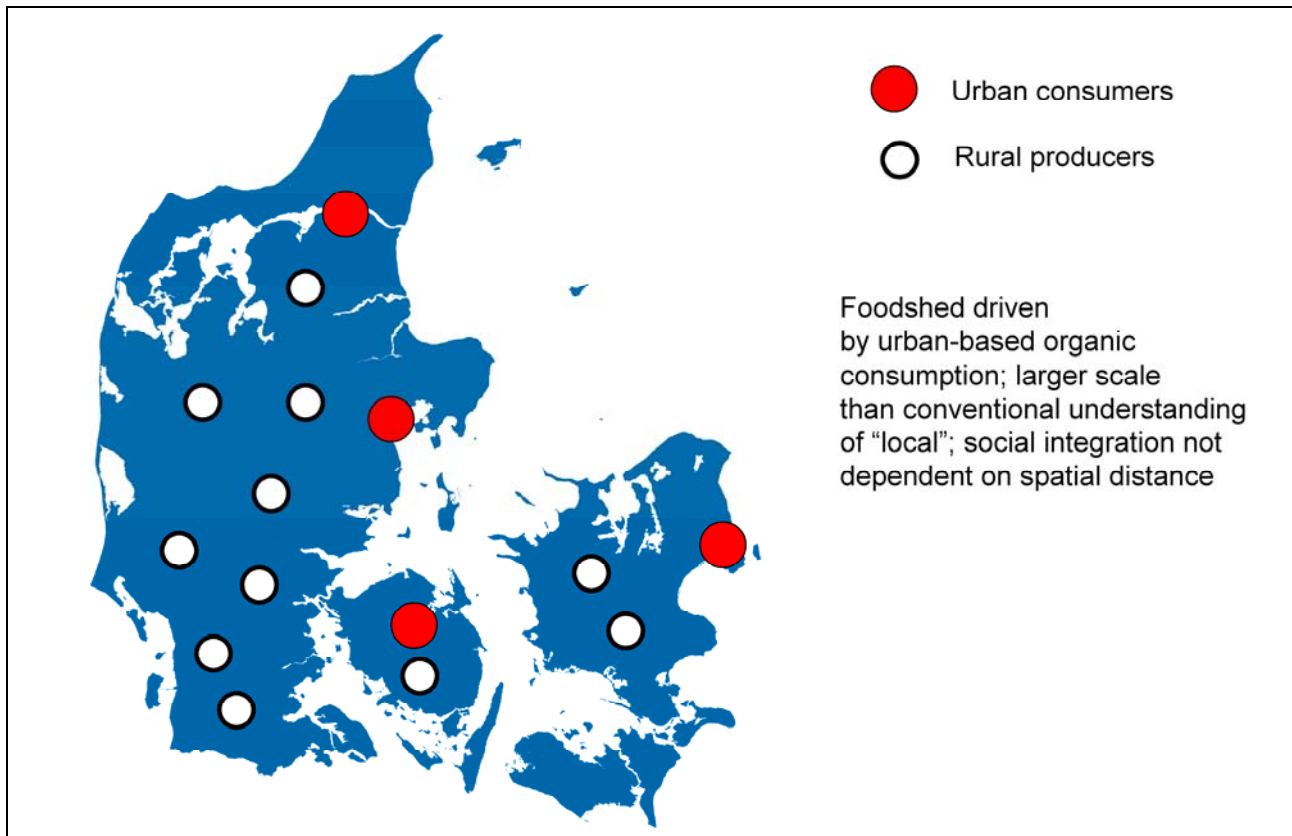 Urban consumers
Rural producers
Foodshed driven
by urban-based organic
consumption; larger scale
than conventional understanding
of “local”; social integration not
dependent on spatial distance